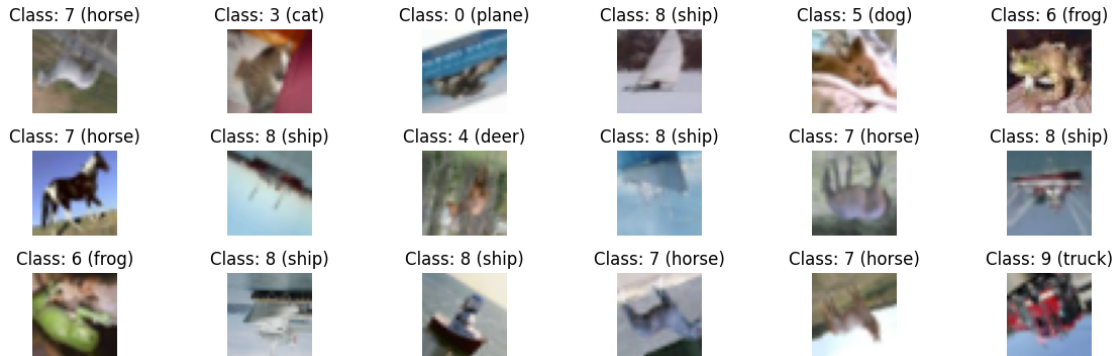 Class: 7 (horse) Class: 3 (cat) Class: 0 (plane) Class: 8 (ship) Class: 5 (dog) Class: 6 (frog)
Class: 7 (horse) Class: 8 (ship) Class: 4 (deer) Class: 8 (ship) Class: 7 (horse) Class: 8 (ship)
Class: 6 (frog) Class: 8 (ship) Class: 8 (ship) Class: 7 (horse) Class: 7 (horse) Class: 9 (truck)